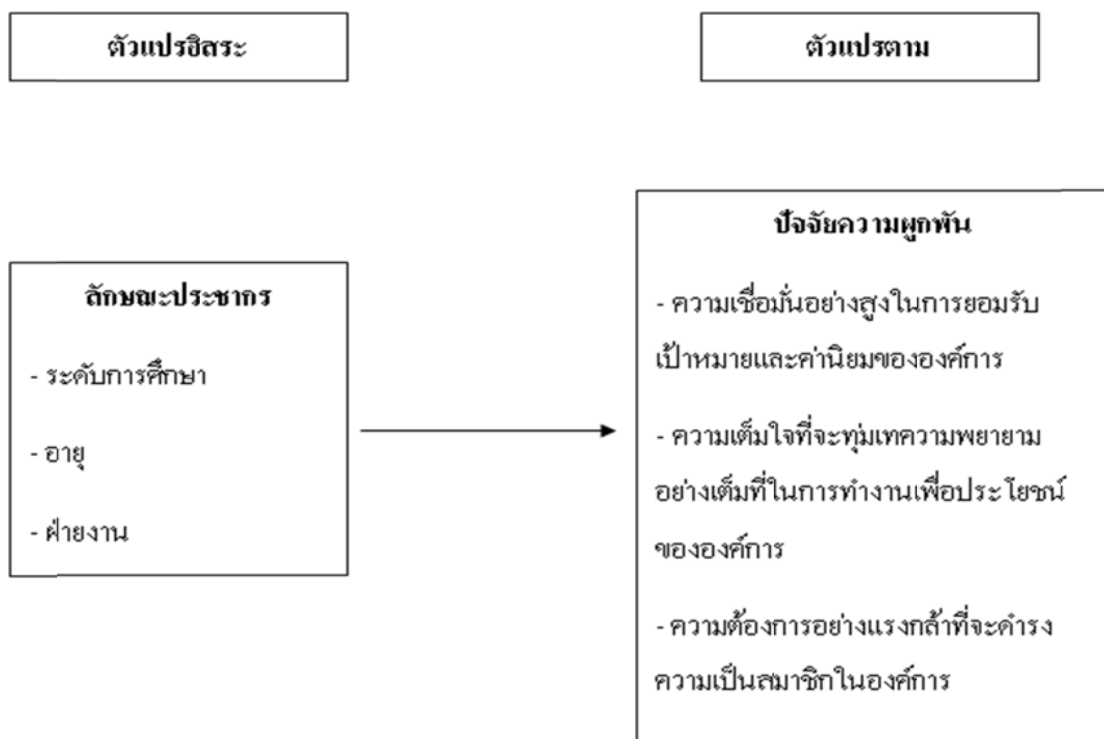 ตัวแปรอิสระ
ตัวแปรตาม
ลักษณะประชากร
- ระดับการศึกษา
- อายุ
- ฝ่ายงาน
ปัจจัยความผูกพัน
- ความเชื่อมั่นอย่างสูงในการยอมรับ
เป้าหมายและค่านิยมขององค์การ
- ความเต็มใจที่จะทุ่มเทความพยายาม
อย่างเต็มที่ในการทำงานเพื่อประโยชน์
ขององค์การ
- ความต้องการอย่างแรงกล้าที่จะดำรง
ความเป็นสมาชิกในองค์การ